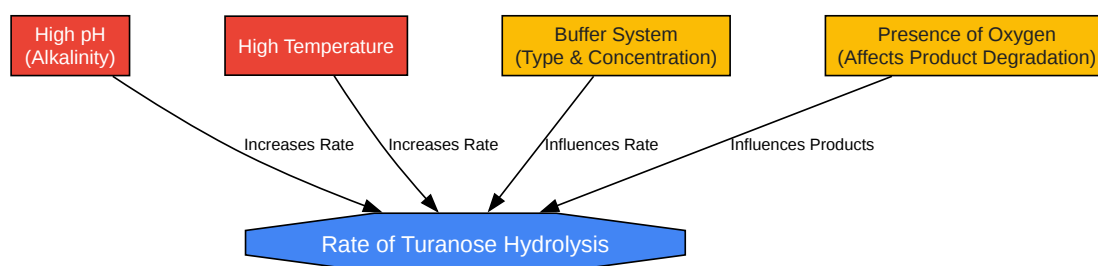 High pH
(Alkalinity)
High Temperature
Buffer System
(Type & Concentration)
Presence of Oxygen
(Affects Product Degradation)
Increases Rate
Increases Rate
Influences Rate
Influences Products
Rate of Turanose Hydrolysis